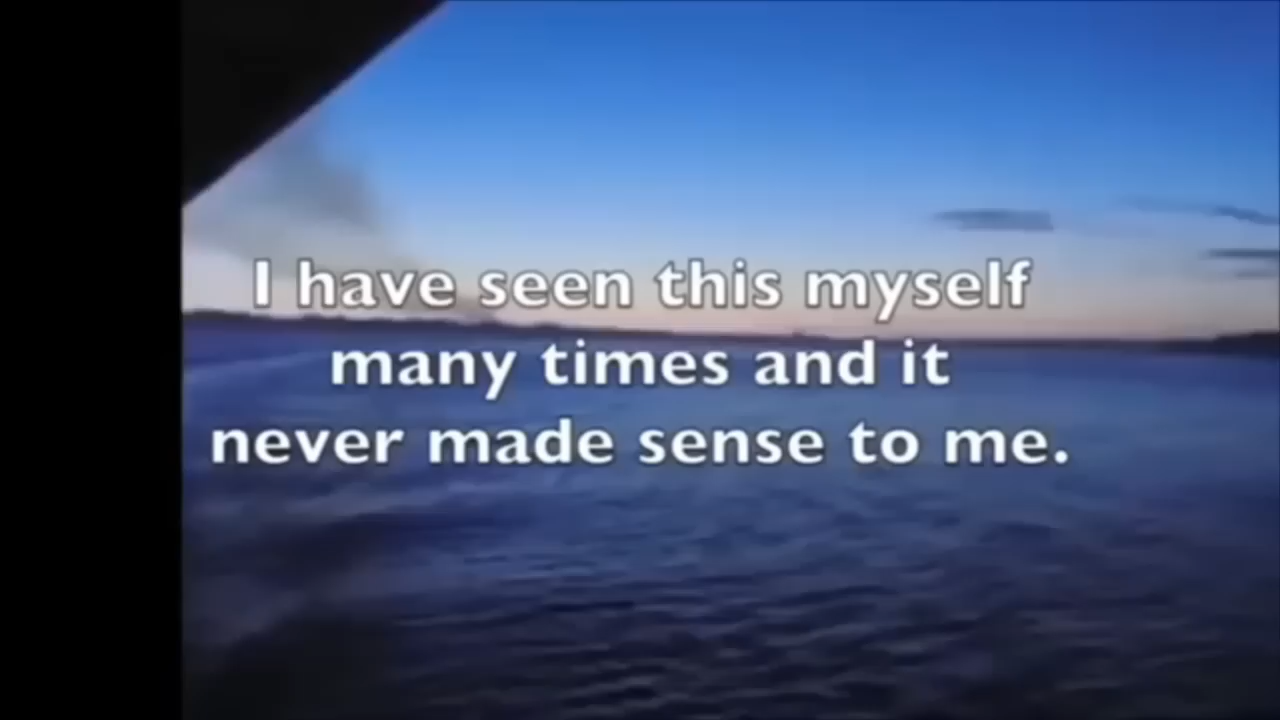 I have seen this myself
many times and it
never made sense to me.